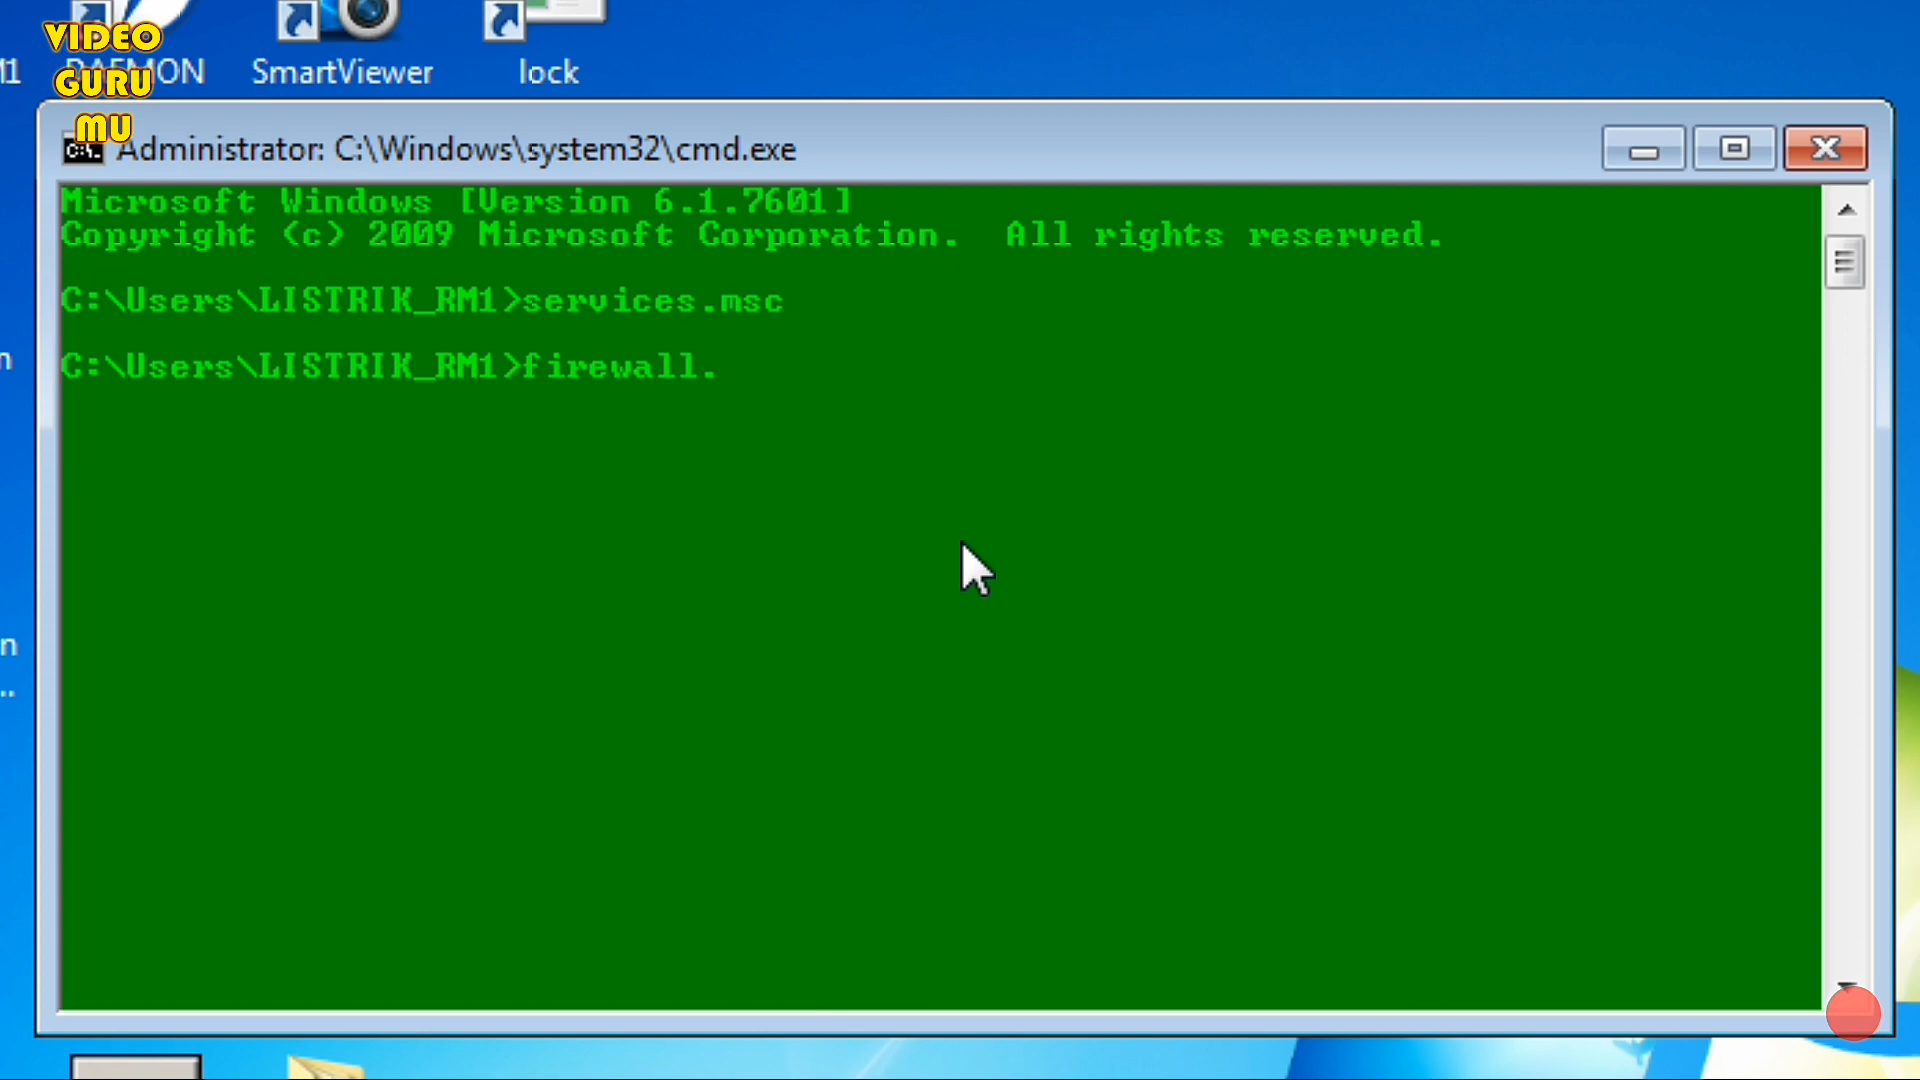 VIDEO
GURU
MU
DAEMON
SmartViewer
lock
Administrator: C:\Windows\system32\cmd.exe
Microsoft Windows [Version 6.1.7601]
Copyright (c) 2009 Microsoft Corporation.  All rights reserved.
C:\Users\LISTRIK_RM1>services.msc
C:\Users\LISTRIK_RM1>firewall.